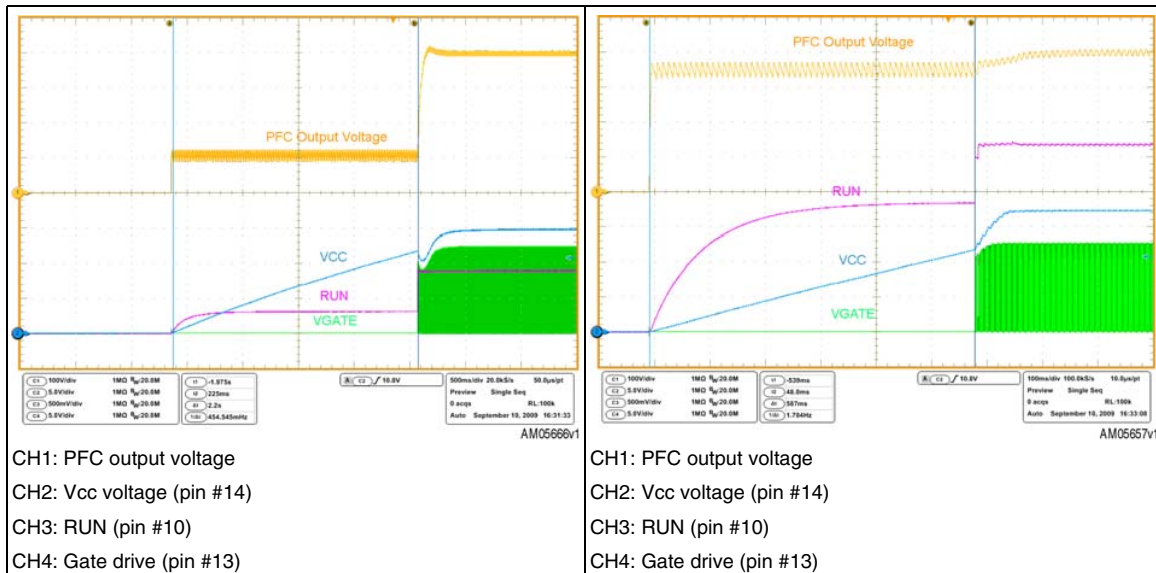 PFC Output Voltage
VCC
RUN
VGATE
C1 100V/div 1MΩ BW:20.0M
C2 5.0V/div 1MΩ BW:20.0M
C3 500mV/div 1MΩ BW:20.0M
C4 5.0V/div 1MΩ BW:20.0M
t1 -1.975s
t2 225ms
Δt 2.2s
1/Δt 454.545mHz
A C2 10.8V
500ms/div 20.0kS/s 50.0µs/pt
Preview Single Seq
0 acqs RL:100k
Auto September 10, 2009 16:31:33
AM05666v1
CH1: PFC output voltage
CH2: Vcc voltage (pin #14)
CH3: RUN (pin #10)
CH4: Gate drive (pin #13)
PFC Output Voltage
RUN
VCC
VGATE
C1 100V/div 1MΩ BW:20.0M
C2 5.0V/div 1MΩ BW:20.0M
C3 500mV/div 1MΩ BW:20.0M
C4 5.0V/div 1MΩ BW:20.0M
t1 -539ms
t2 48.0ms
Δt 587ms
1/Δt 1.704Hz
A C2 10.8V
100ms/div 100.0kS/s 10.0µs/pt
Preview Single Seq
0 acqs RL:100k
Auto September 10, 2009 16:33:08
AM05657v1
CH1: PFC output voltage
CH2: Vcc voltage (pin #14)
CH3: RUN (pin #10)
CH4: Gate drive (pin #13)